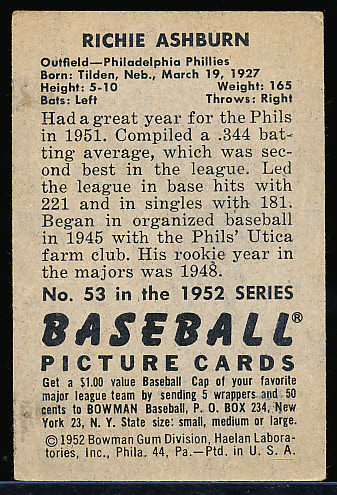 RICHIE ASHBURN
Outfield—Philadelphia Phillies
Born: Tilden, Neb., March 19, 1927
Height: 5-10 Weight: 165
Bats: Left Throws: Right
Had a great year for the Phils
in 1951. Compiled a .344 bat-
ting average, which was sec-
ond best in the league. Led
the league in base hits with
221 and in singles with 181.
Began in organized baseball
in 1945 with the Phils' Utica
farm club. His rookie year in
the majors was 1948.
No. 53 in the 1952 SERIES
BASEBALL®
PICTURE CARDS
Get a $1.00 value Baseball Cap of your favorite
major league team by sending 5 wrappers and 50
cents to BOWMAN Baseball, P. O. BOX 234, New
York 23, N. Y. State size: small, medium or large.
©1952 Bowman Gum Division, Haelan Labora-
tories, Inc., Phila. 44, Pa.—Ptd. in U. S. A.